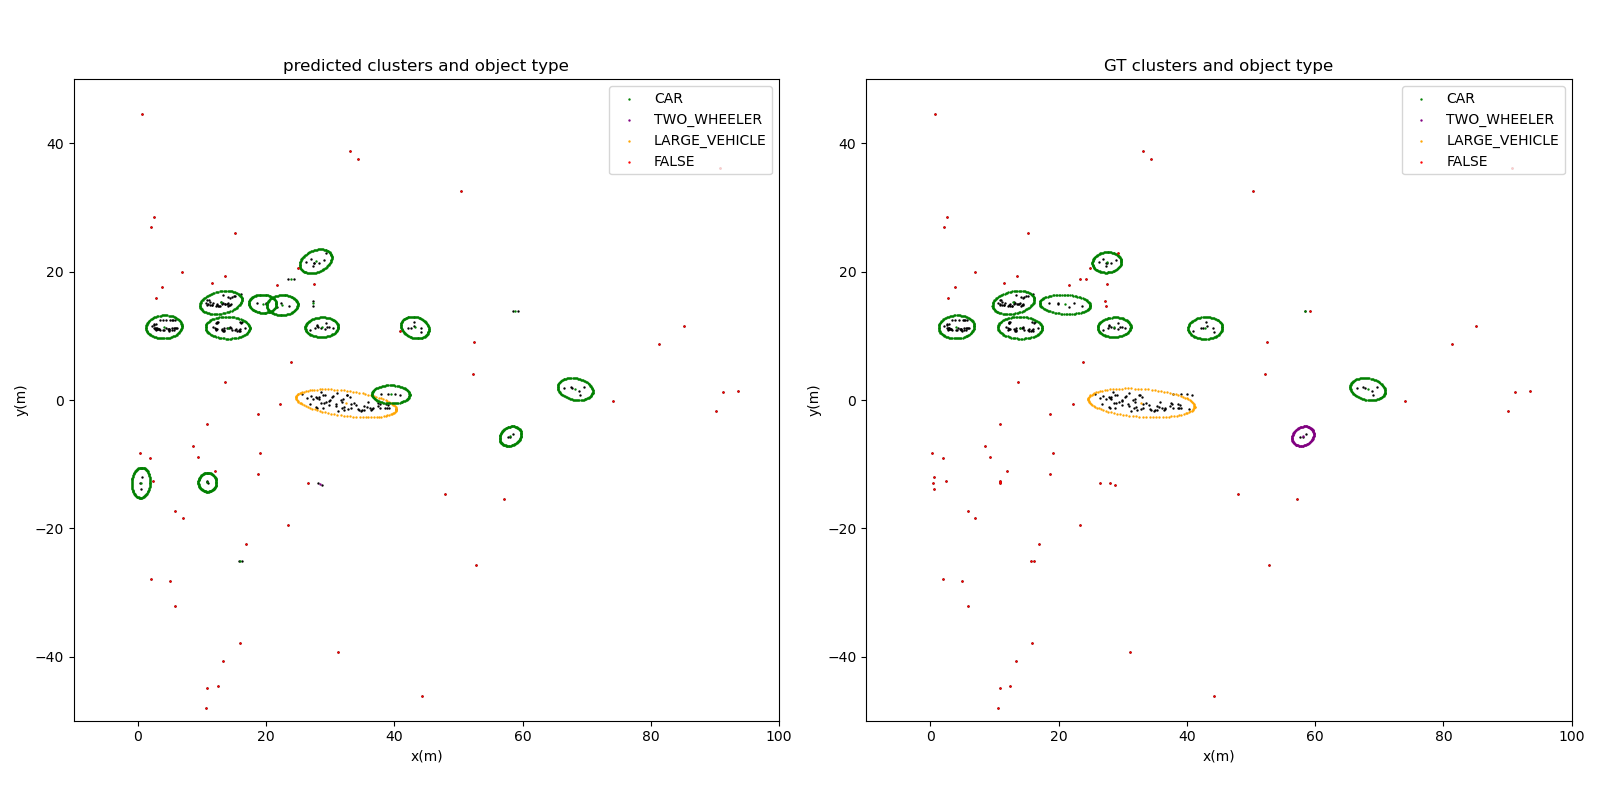 predicted clusters and object type
CAR
TWO_WHEELER
LARGE_VEHICLE
FALSE
40
20
0
−20
−40
y(m)
0 20 40 60 80 100
x(m)
GT clusters and object type
CAR
TWO_WHEELER
LARGE_VEHICLE
FALSE
40
20
0
−20
−40
y(m)
0 20 40 60 80 100
x(m)